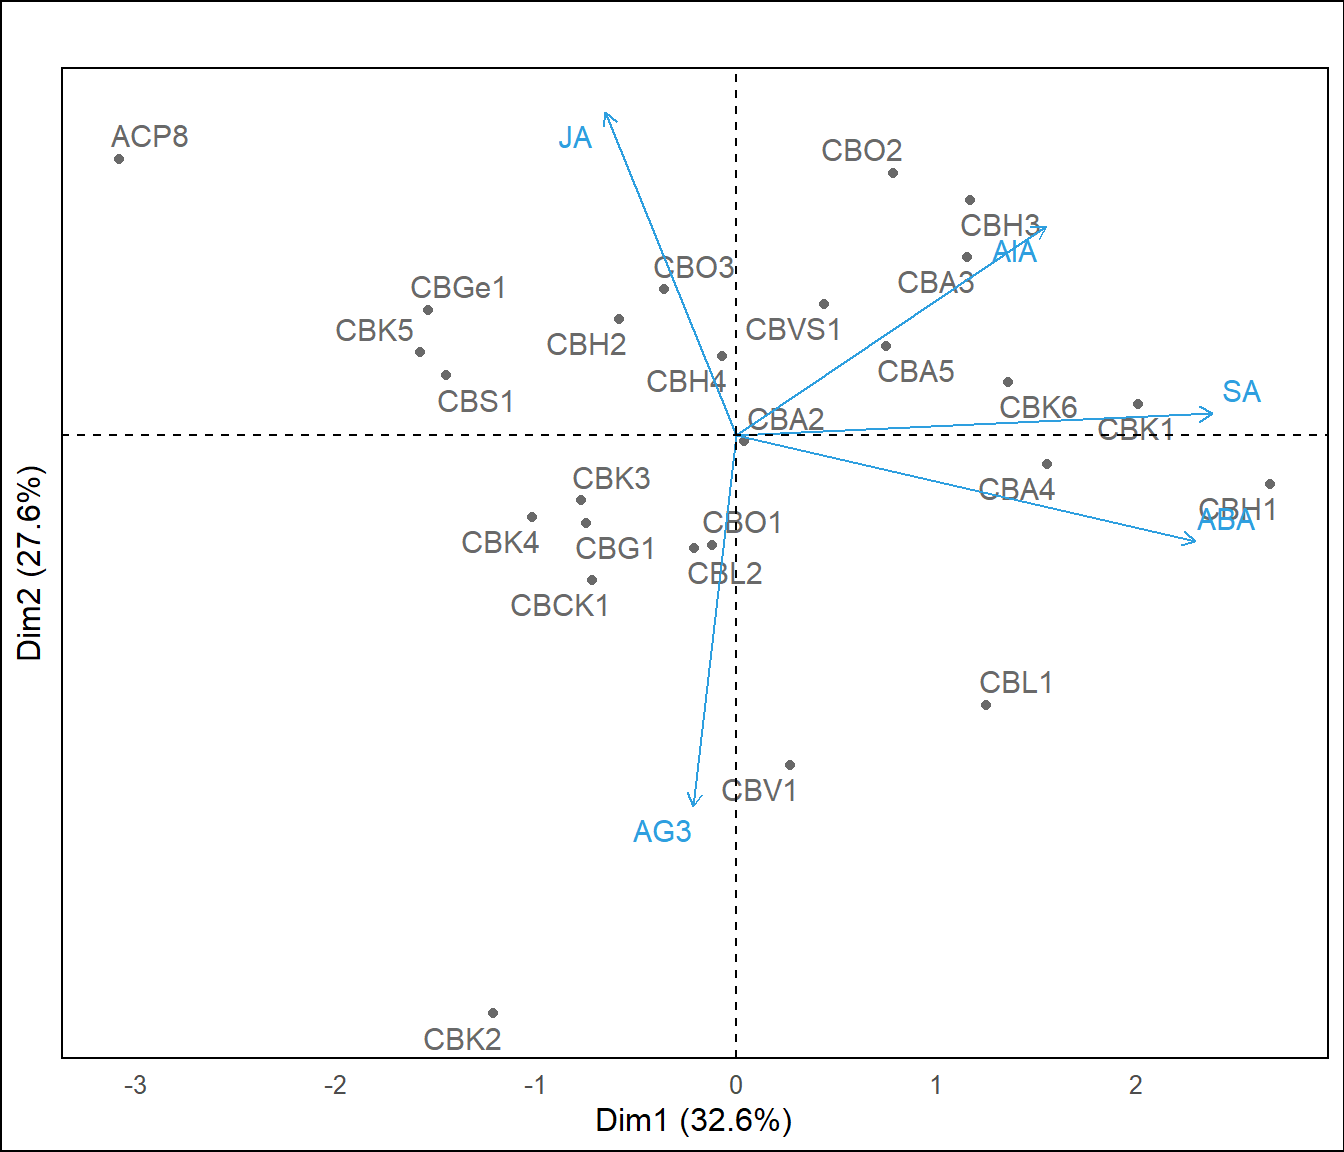 ACP8
JA
CBO2
CBH3
AIA
CBO3
CBA3
CBGe1
CBK5
CBH2
CBVS1
CBH4
CBA5
CBS1
SA
CBK6
CBA2
CBK1
CBK3
CBA4
CBH1
ABA
CBO1
CBK4
CBG1
CBL2
CBCK1
CBL1
CBV1
AG3
CBK2
Dim2 (27.6%)
-3 -2 -1 0 1 2
Dim1 (32.6%)